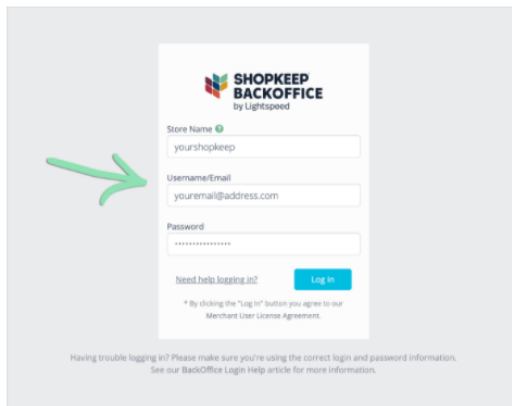 SHOPKEEP
BACKOFFICE
by Lightspeed
Store Name ?
yourshopkeep
Username/Email
youremail@address.com
Password
****************
Need help logging in?
Log in
* By clicking the "Log In" button you agree to our
Merchant User License Agreement.
Having trouble logging in? Please make sure you're using the correct login and password information.
See our BackOffice Login Help article for more information.